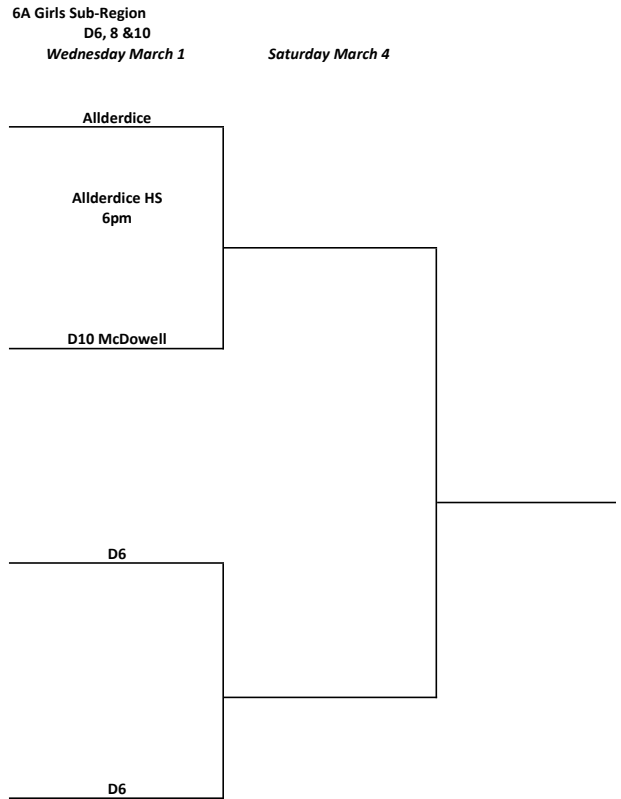 6A Girls Sub-Region
D6, 8 &10
Wednesday March 1
Saturday March 4
Allderdice
Allderdice HS
6pm
D10 McDowell
D6
D6